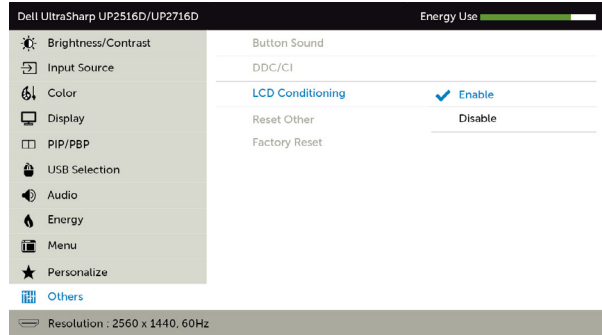 Dell UltraSharp UP2516D/UP2716D
Energy Use
Brightness/Contrast
Input Source
Color
Display
PIP/PBP
USB Selection
Audio
Energy
Menu
Personalize
Others
Button Sound
DDC/CI
LCD Conditioning
Reset Other
Factory Reset
Enable
Disable
Resolution : 2560 x 1440, 60Hz